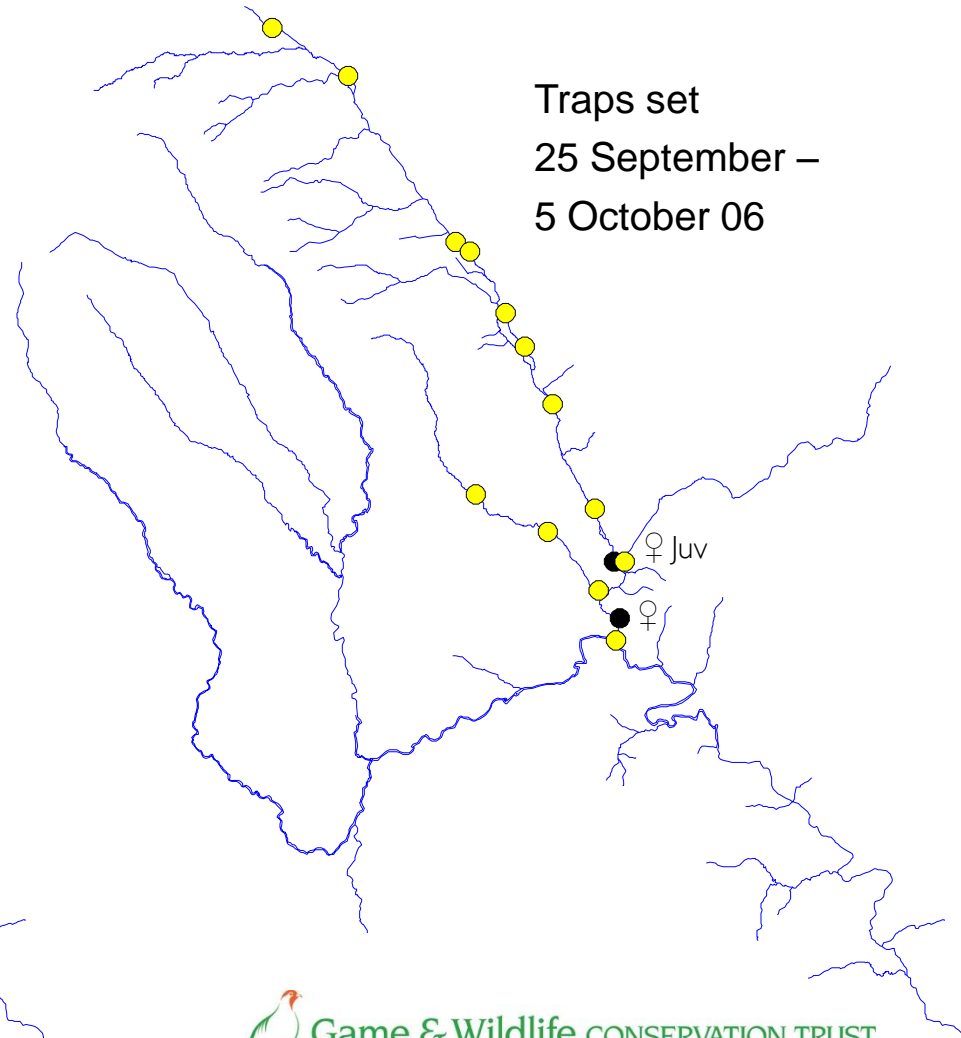 Traps set
25 September –
5 October 06
♀ Juv
♀
Game & Wildlife CONSERVATION TRUST